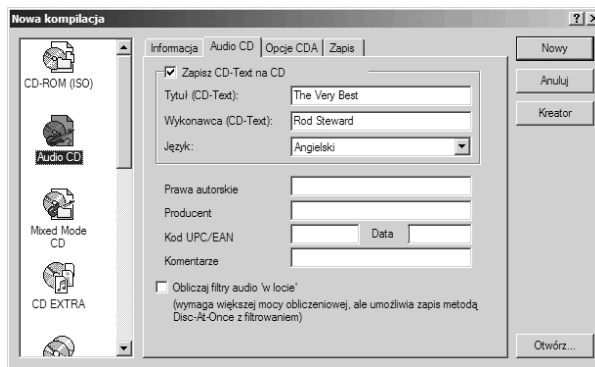 Nowa kompilacja
CD-ROM (ISO)
Audio CD
Mixed Mode
CD
CD EXTRA
Informacja Audio CD Opcje CDA Zapis
Zapisz CD-Text na CD
Tytuł (CD-Text): The Very Best
Wykonawca (CD-Text): Rod Steward
Język: Angielski
Prawa autorskie
Producent
Kod UPC/EAN Data
Komentarze
Obliczaj filtry audio 'w locie'
(wymaga większej mocy obliczeniowej, ale umożliwia zapis metodą
Disc-At-Once z filtrowaniem)
Nowy
Anuluj
Kreator
Otwórz...